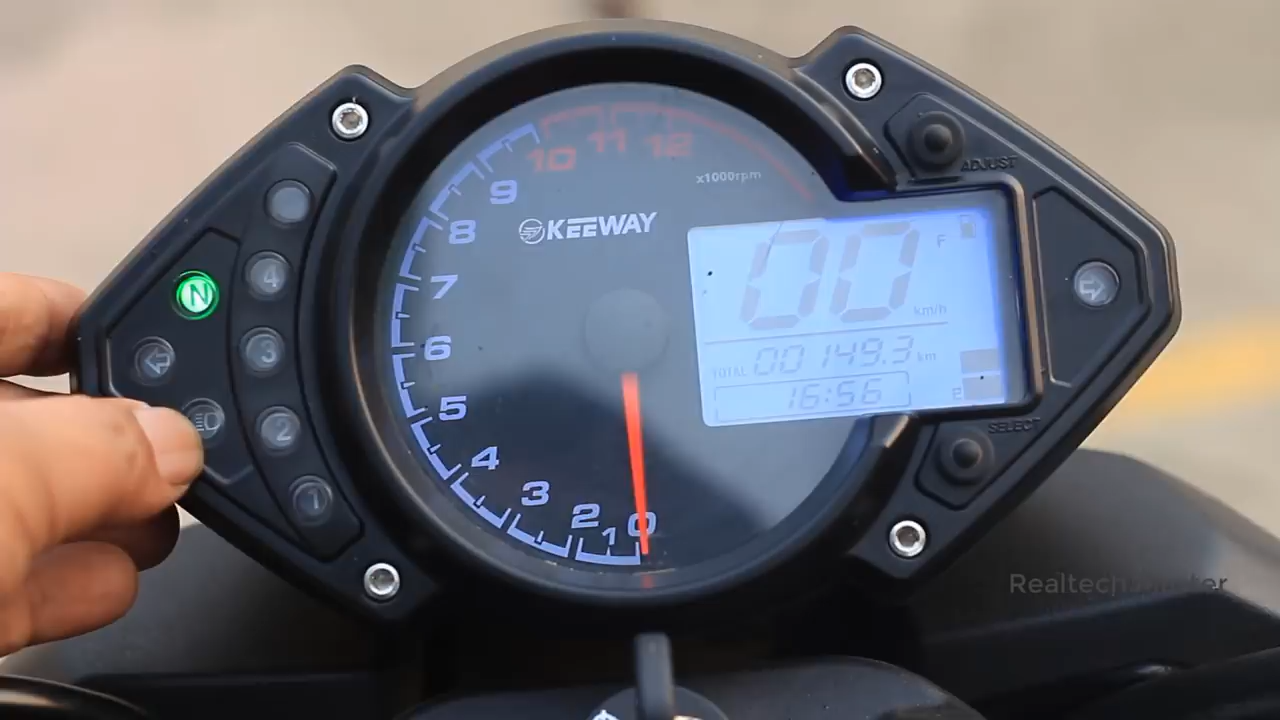 10 11 12
x1000rpm
ADJUST
9
KEEWAY
8
00
F
km/h
4
N
7
3
6
TOTAL 00149.3 km
16:56
E
5
2
SELECT
4
1
3
2
1
0